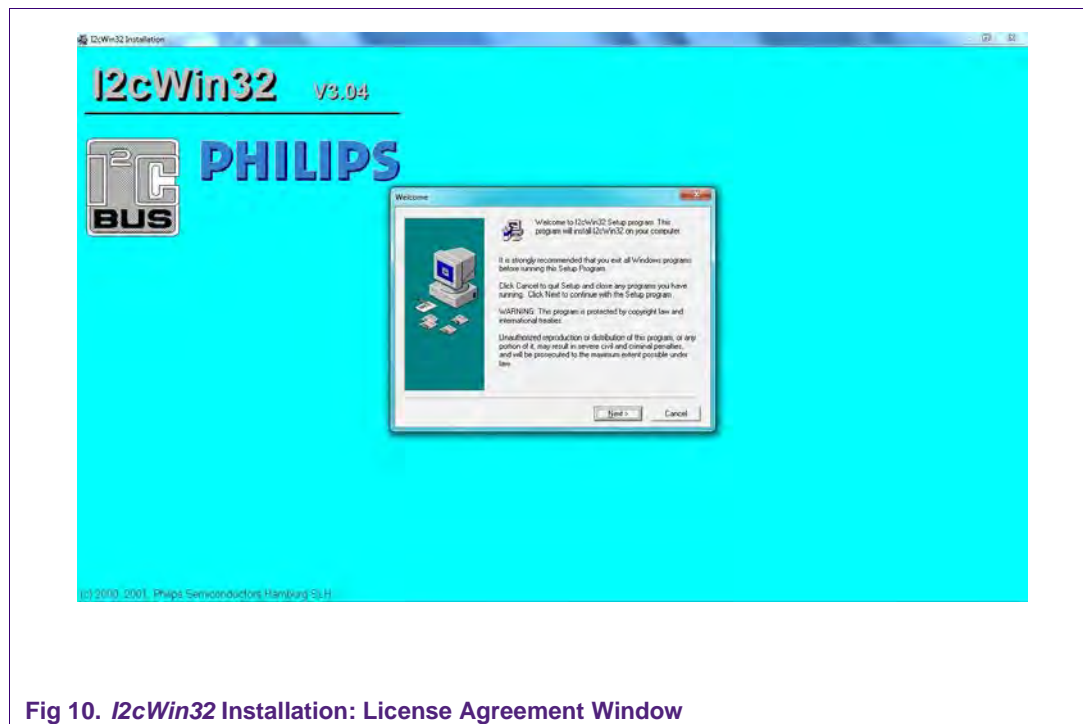 I2cWin32 Installation
I2cWin32 V3.04
I²C
BUS
PHILIPS
Welcome
Welcome to I2cWin32 Setup program. This
program will install I2cWin32 on your computer.
It is strongly recommended that you exit all Windows programs
before running this Setup Program.
Click Cancel to quit Setup and close any programs you have
running. Click Next to continue with the Setup program.
WARNING: This program is protected by copyright law and
international treaties.
Unauthorized reproduction or distribution of this program, or any
portion of it, may result in severe civil and criminal penalties,
and will be prosecuted to the maximum extent possible under
law.
Next >
Cancel
(c) 2000, 2001, Philips Semiconductors Hamburg
Fig 10. I2cWin32 Installation: License Agreement Window